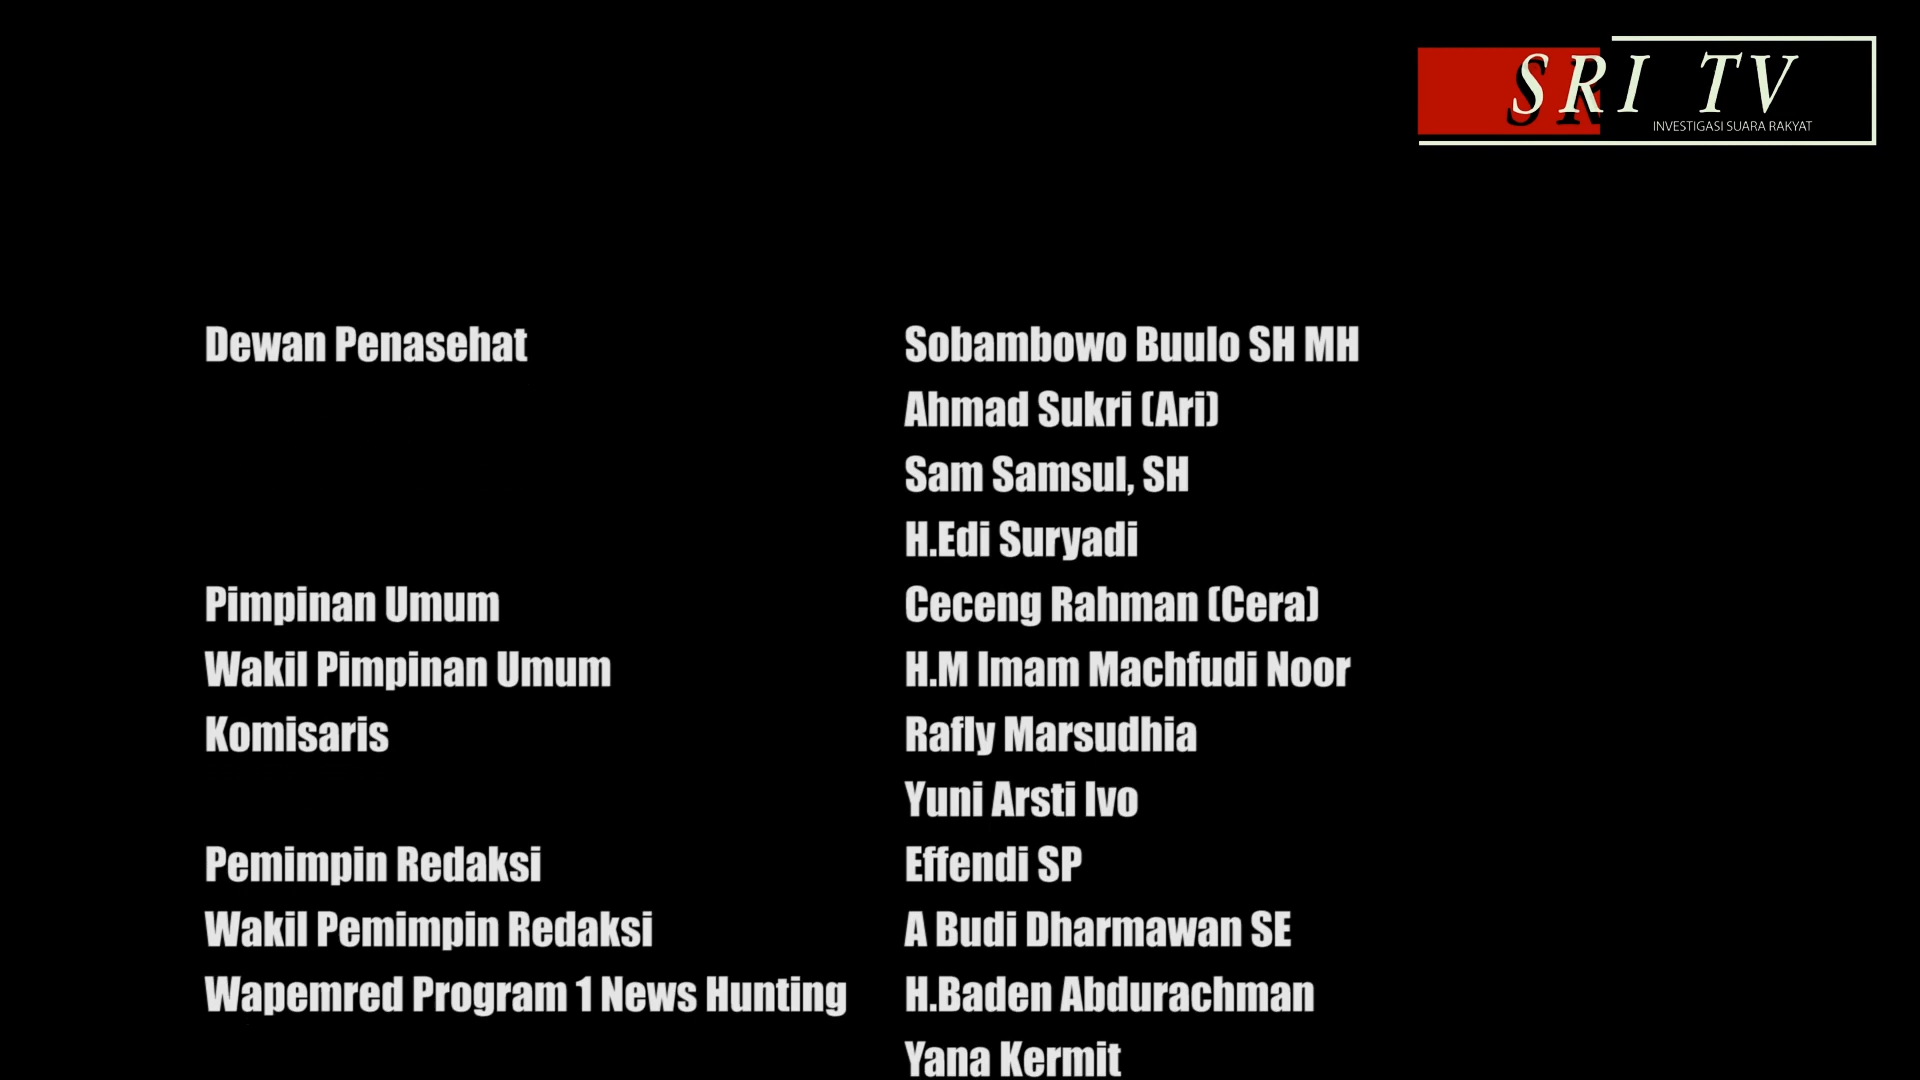 SRI TV
INVESTIGASI SUARA RAKYAT
Dewan Penasehat Sobambowo Buulo SH MH
Ahmad Sukri (Ari)
Sam Samsul, SH
H.Edi Suryadi
Pimpinan Umum Ceceng Rahman (Cera)
Wakil Pimpinan Umum H.M Imam Machfudi Noor
Komisaris Rafly Marsudhia
Yuni Arsti Ivo
Pemimpin Redaksi Effendi SP
Wakil Pemimpin Redaksi A Budi Dharmawan SE
Wapemred Program 1 News Hunting H.Baden Abdurachman
Yana Kermit